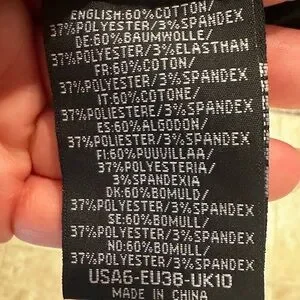 ENGLISH:60%COTTON/
37%POLYESTER/3%SPANDEX
DE:60%BAUMWOLLE/
37%POLYESTER/3%ELASTHAN
FR:60%COTON/
37%POLYESTER/3%SPANDEX
IT:60%COTONE/
37%POLIESTERE/3%SPANDEX
ES:60%ALGODON/
37%POLIESTER/3%SPANDEX
FI:60%PUUVILLAA/
37%POLYESTERIA/
3%SPANDEXIA
DK:60%BOMULD/
37%POLYESTER/3%SPANDEX
SE:60%BOMULL/
37%POLYESTER/3%SPANDEX
NO:60%BOMULL/
37%POLYESTER/3%SPANDEX
USA6-EU38-UK10
MADE IN CHINA